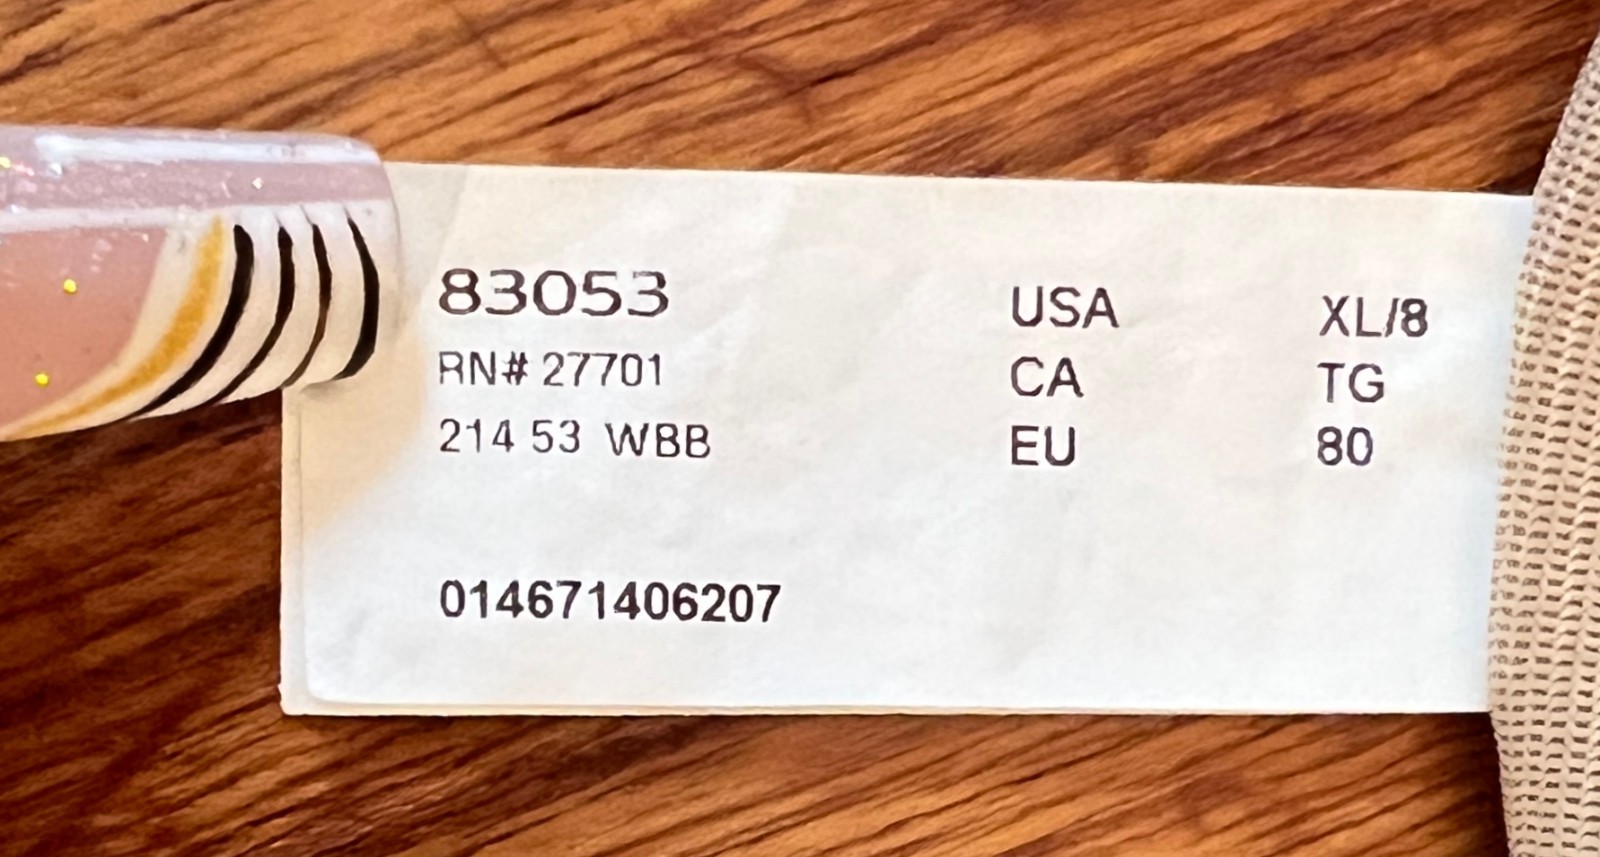 83053
RN# 27701
214 53 WBB
014671406207
USA XL/8
CA TG
EU 80